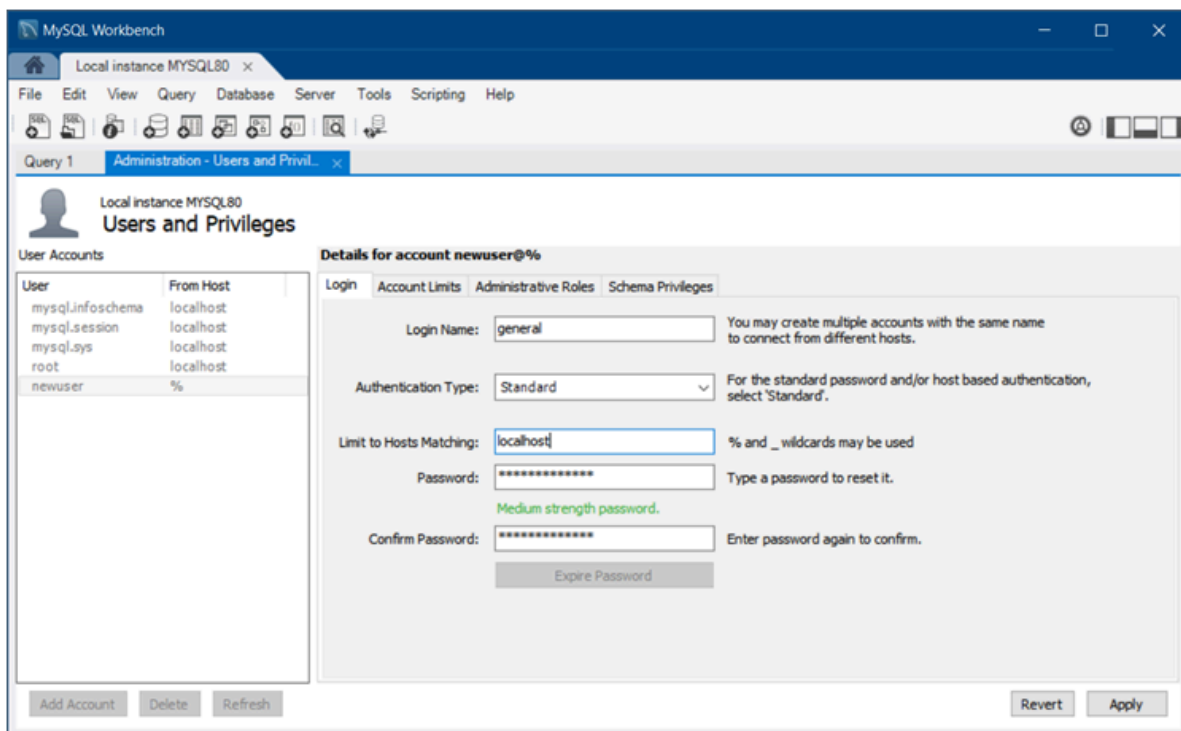 MySQL Workbench
Local instance MYSQL80 ×
File Edit View Query Database Server Tools Scripting Help
Query 1 Administration - Users and Privil... ×
Local instance MYSQL80
Users and Privileges
User Accounts
User From Host
mysql.infoschema localhost
mysql.session localhost
mysql.sys localhost
root localhost
newuser %
Add Account Delete Refresh
Details for account newuser@%
Login Account Limits Administrative Roles Schema Privileges
Login Name: general You may create multiple accounts with the same name
to connect from different hosts.
Authentication Type: Standard For the standard password and/or host based authentication,
select 'Standard'.
Limit to Hosts Matching: localhost % and _ wildcards may be used
Password: ************* Type a password to reset it.
Medium strength password.
Confirm Password: ************* Enter password again to confirm.
Expire Password
Revert Apply